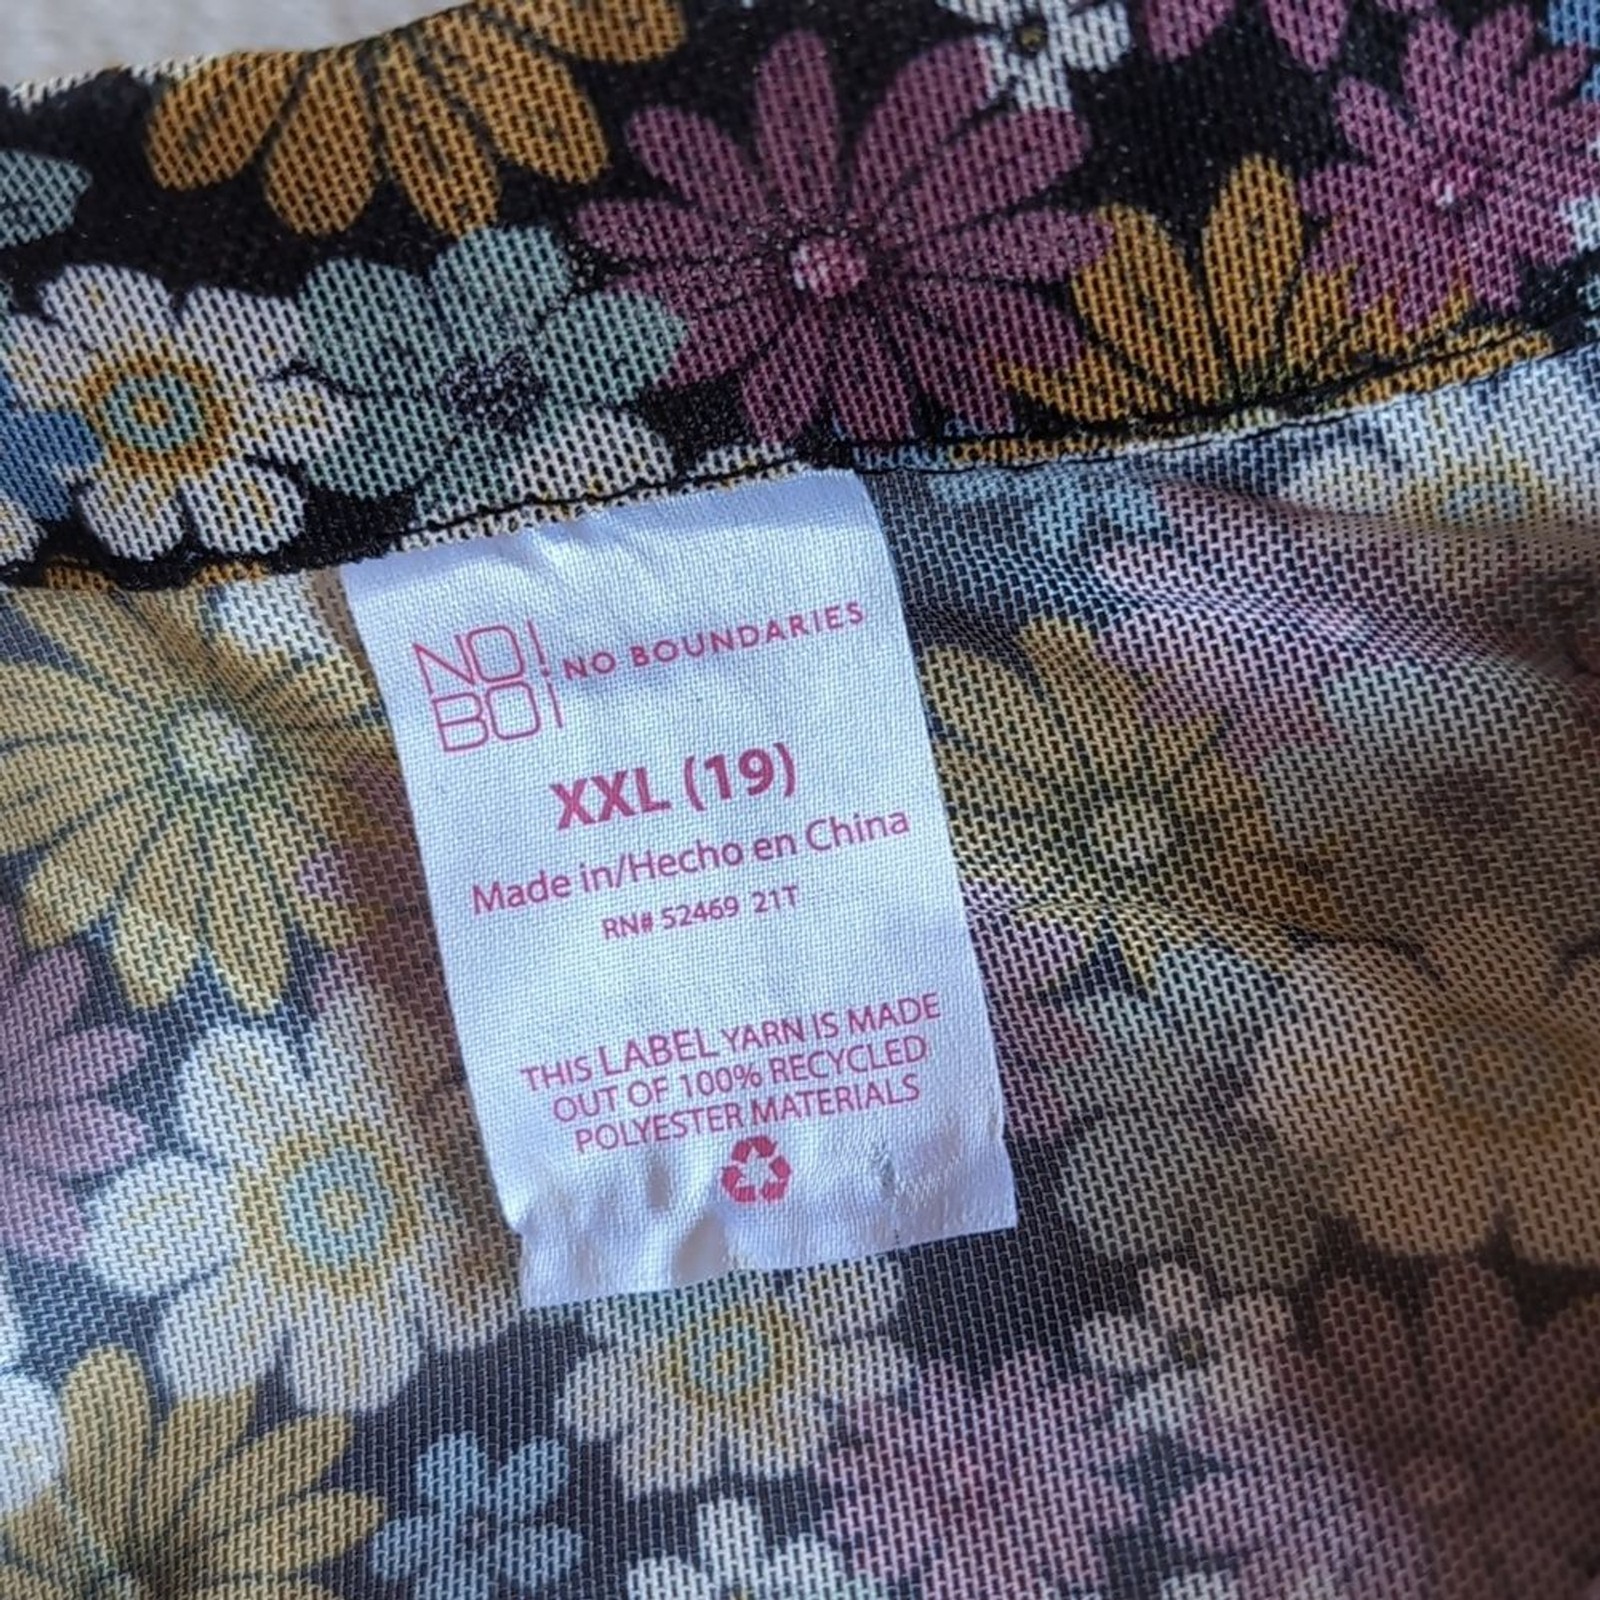 NO!
BO¡
NO BOUNDARIES
XXL (19)
Made in/Hecho en China
RN# 52469 21T
THIS LABEL YARN IS MADE
OUT OF 100% RECYCLED
POLYESTER MATERIALS